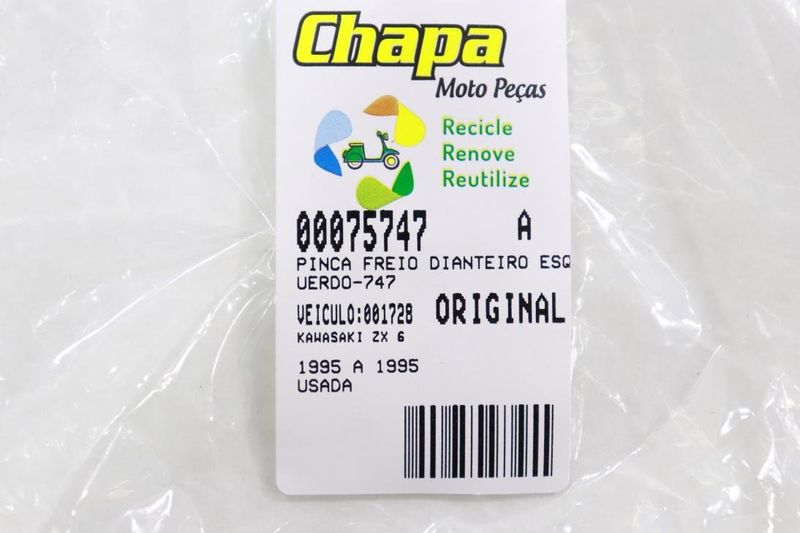 Chapa
Moto Peças
Recicle
Renove
Reutilize
00075747 A
PINCA FREIO DIANTEIRO ESQ
UERDO-747
VEICULO:001728 ORIGINAL
KAWASAKI ZX 6
1995 A 1995
USADA